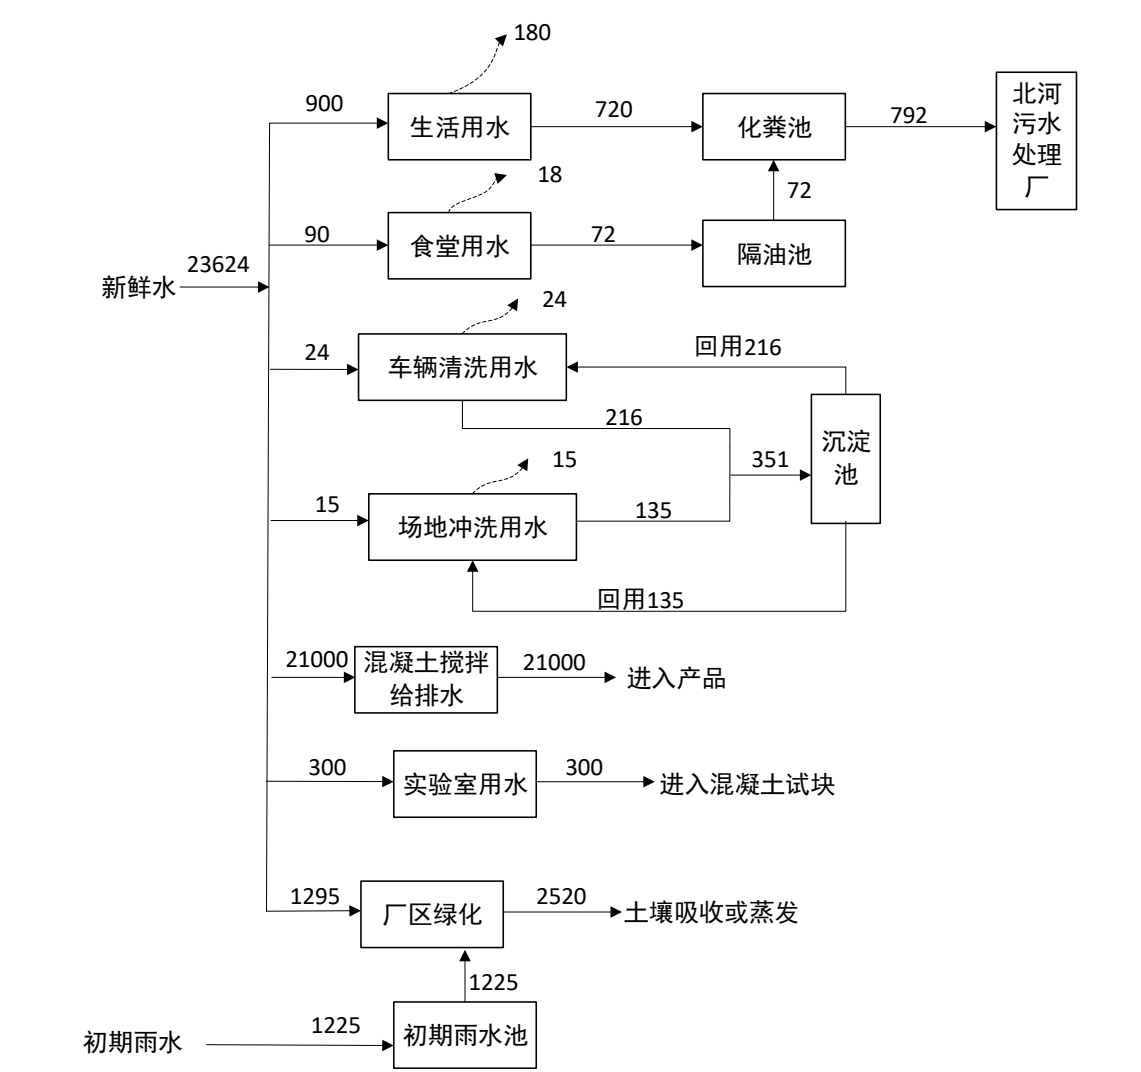 180
900
生活用水
720
化粪池
792
北河
污水
处理
厂
18
72
90
食堂用水
72
隔油池
新鲜水
23624
24
24
车辆清洗用水
回用216
216
沉淀
池
351
15
15
场地冲洗用水
135
回用135
21000
混凝土搅拌
给排水
21000
进入产品
300
实验室用水
300
进入混凝土试块
1295
厂区绿化
2520
土壤吸收或蒸发
1225
初期雨水
1225
初期雨水池